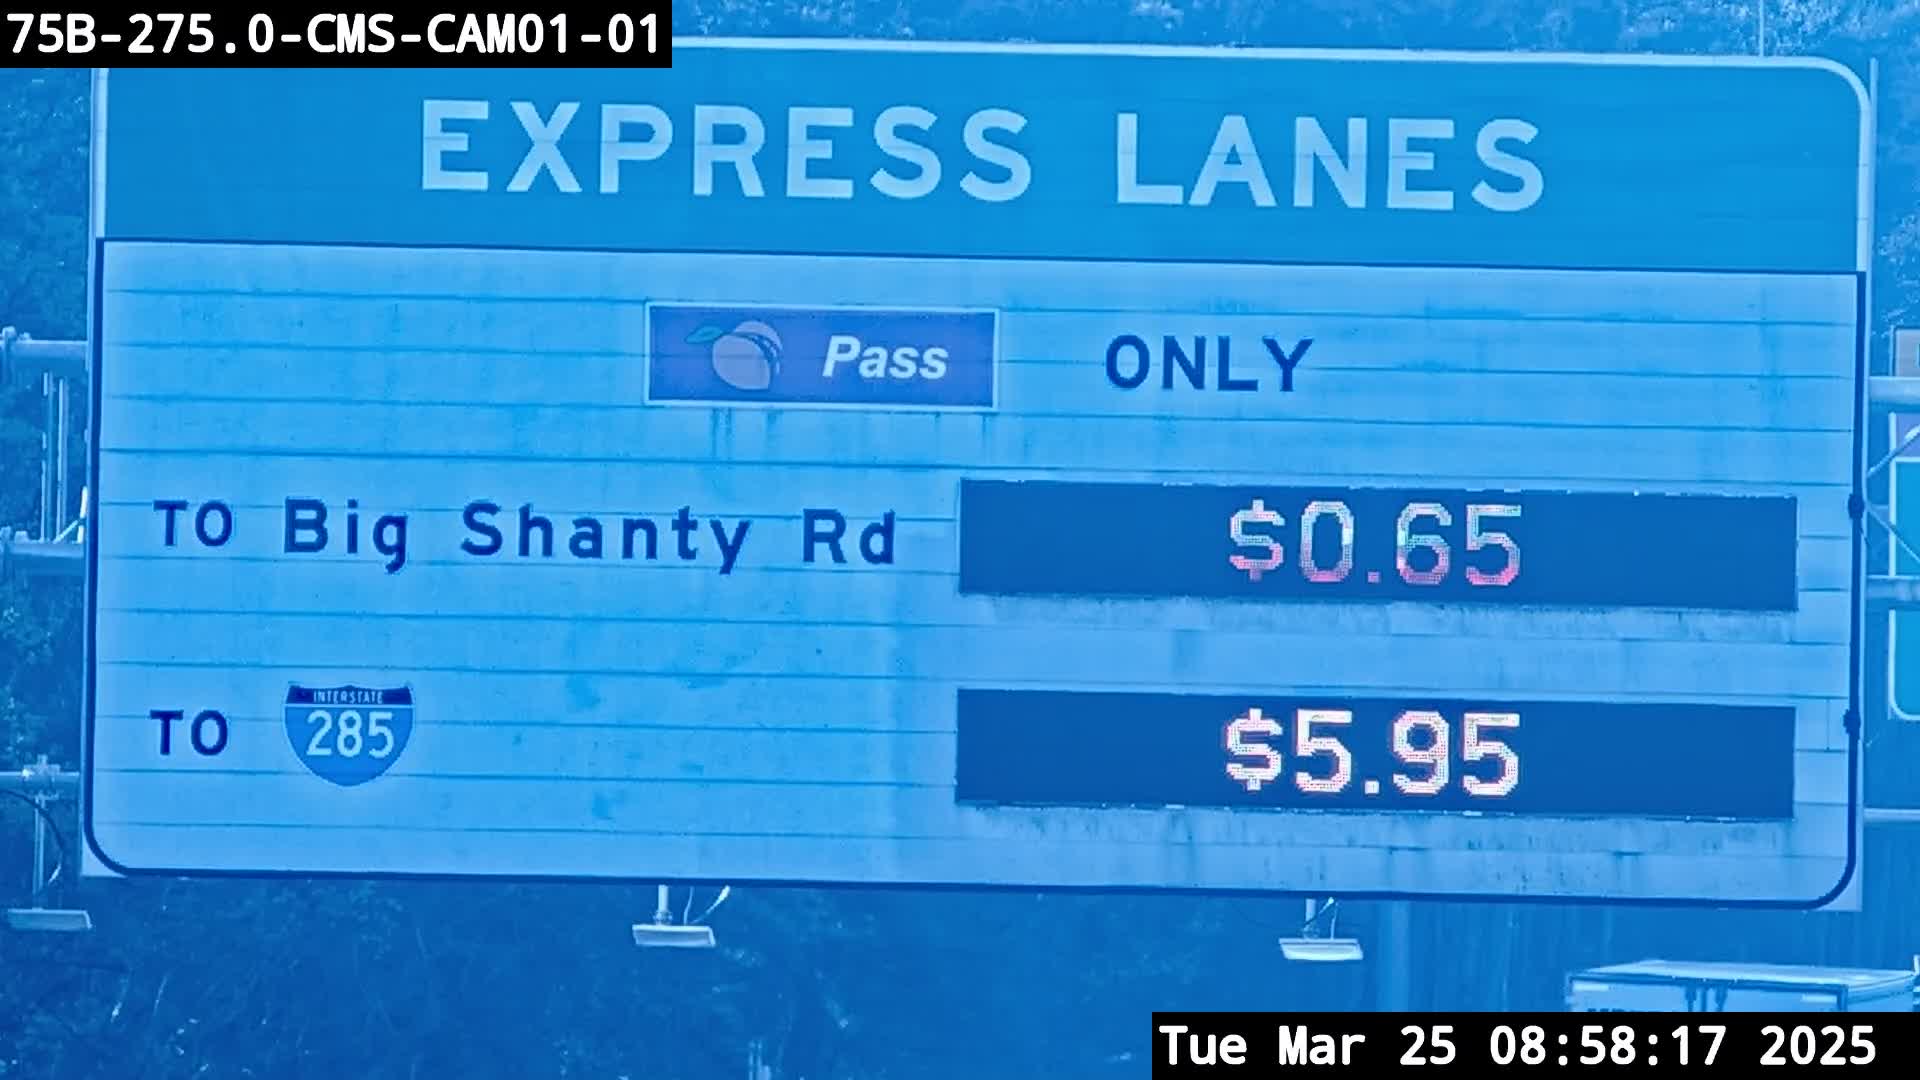 75B-275.0-CMS-CAM01-01
EXPRESS LANES
Pass ONLY
TO Big Shanty Rd $0.65
TO INTERSTATE 285 $5.95
Tue Mar 25 08:58:17 2025